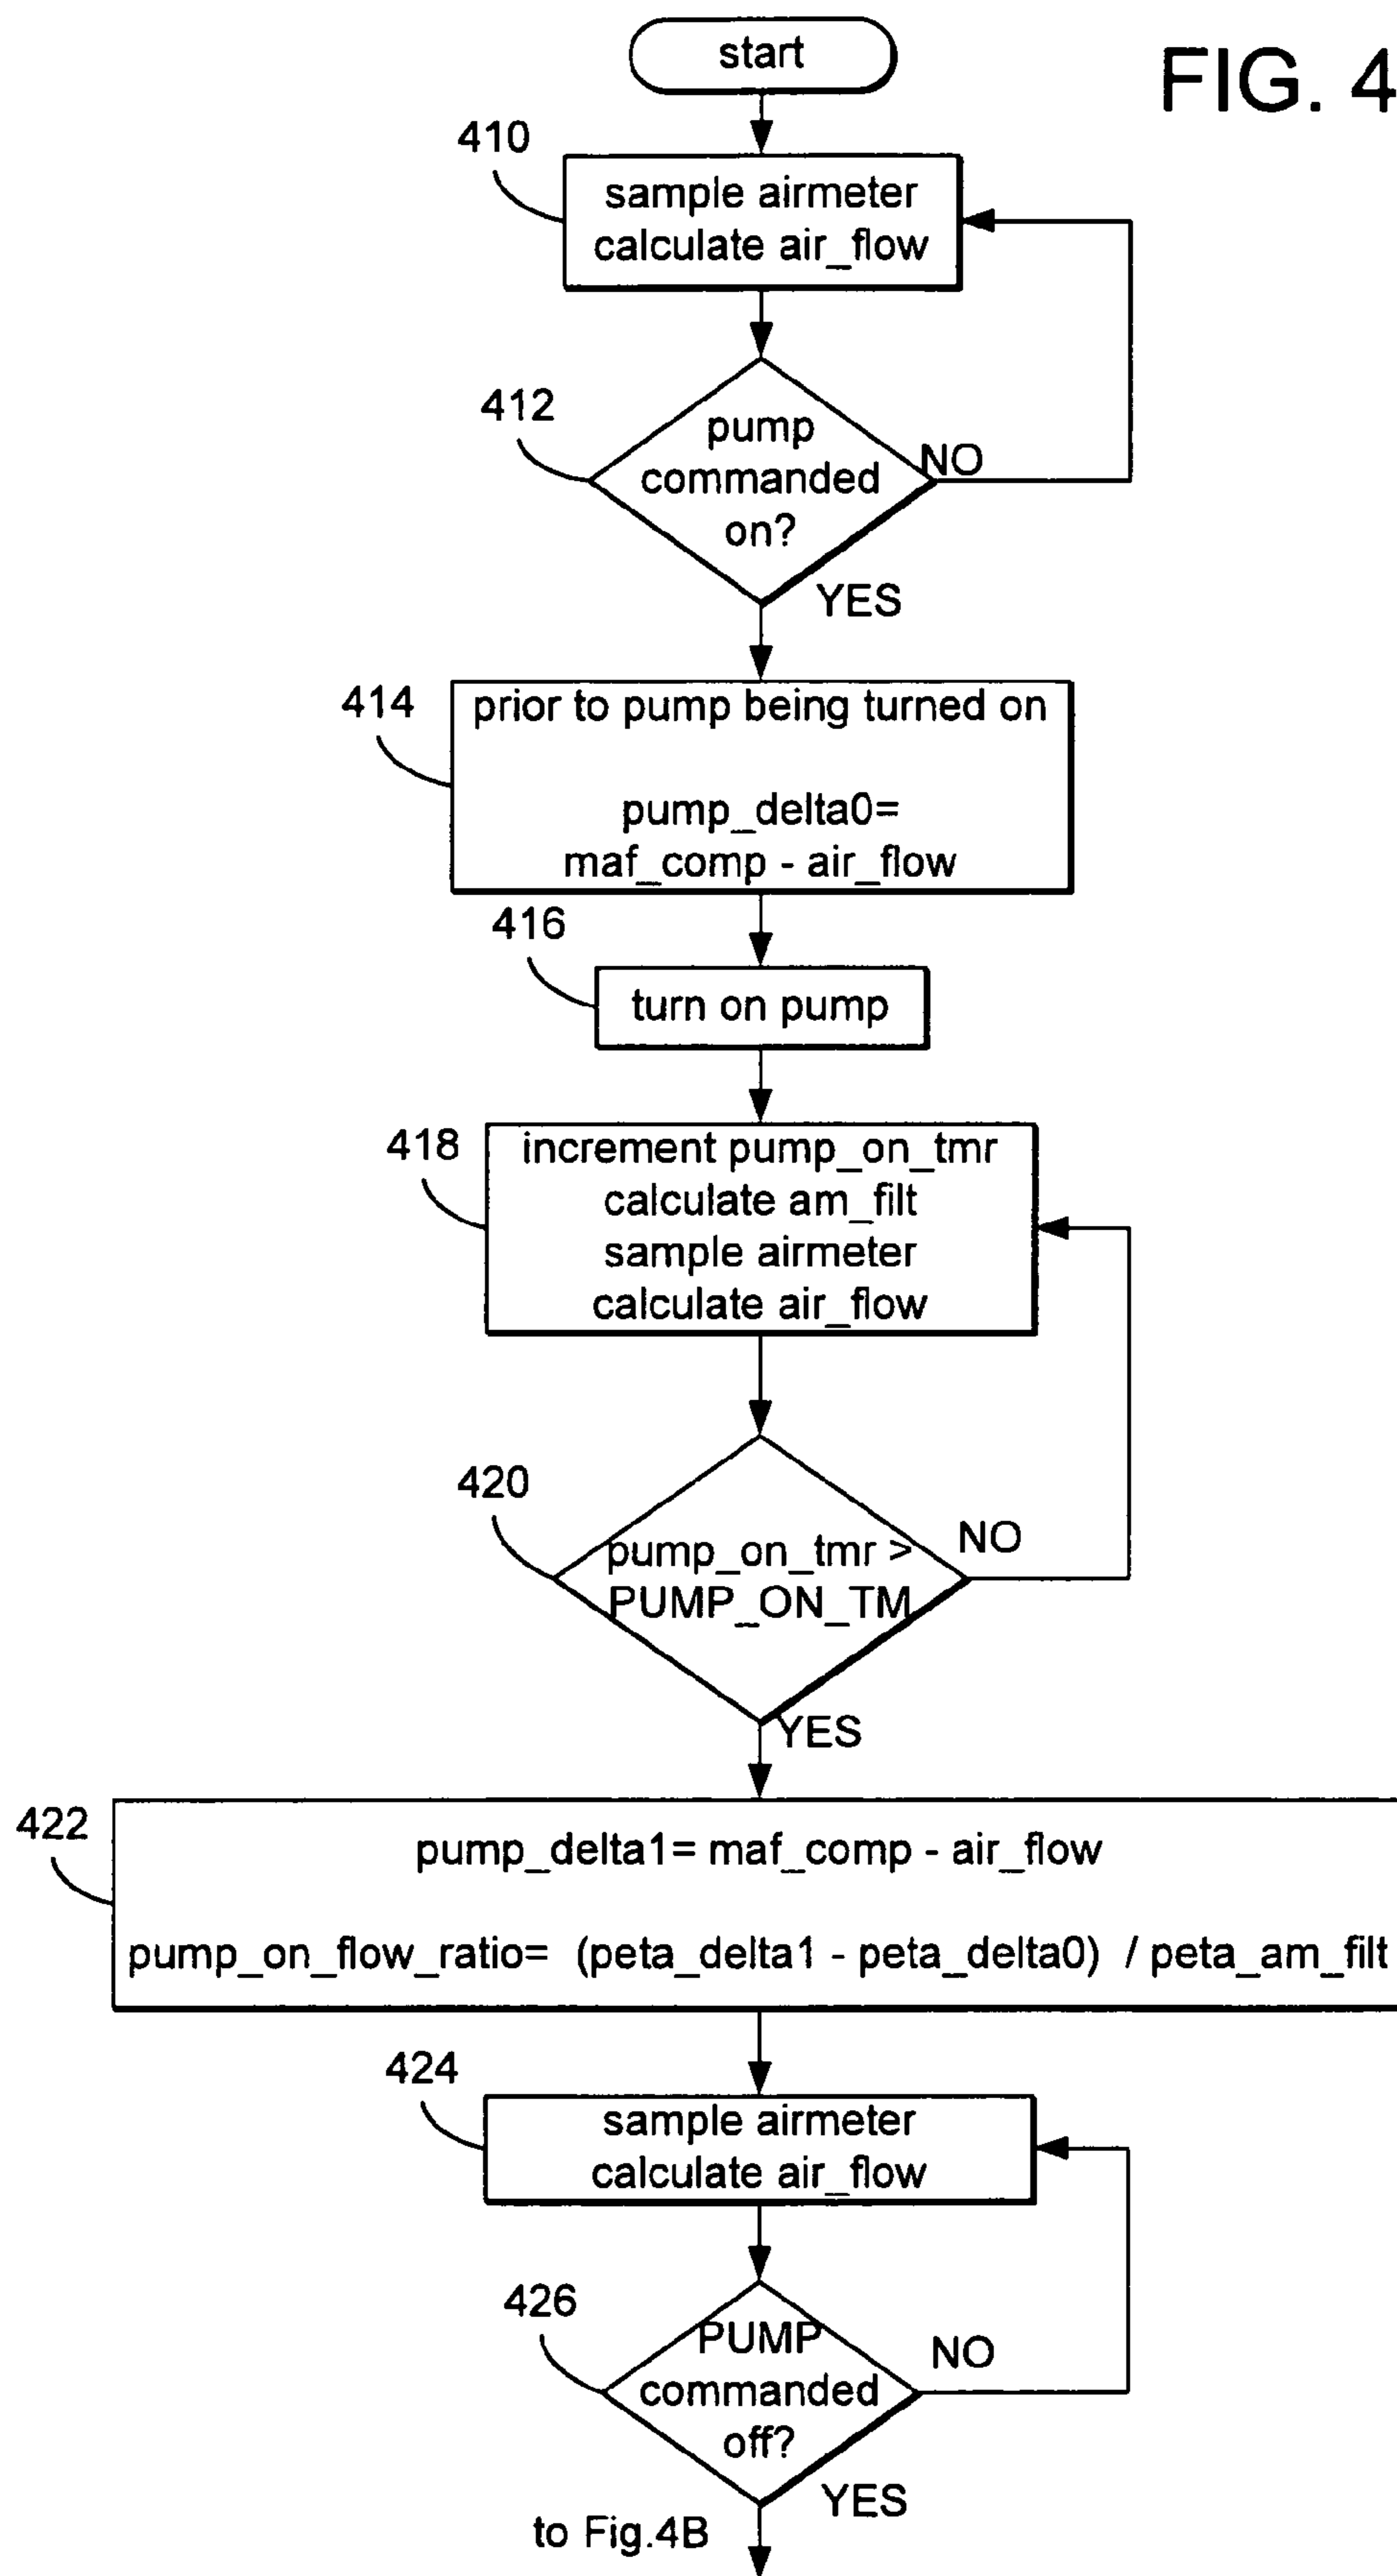 start
FIG. 4
410
sample airmeter
calculate air_flow
412
pump
commanded
on?
NO
YES
414
prior to pump being turned on
pump_delta0=
maf_comp - air_flow
416
turn on pump
418
increment pump_on_tmr
calculate am_filt
sample airmeter
calculate air_flow
420
pump_on_tmr >
PUMP_ON_TM
NO
YES
422
pump_delta1= maf_comp - air_flow
pump_on_flow_ratio= (peta_delta1 - peta_delta0) / peta_am_filt
424
sample airmeter
calculate air_flow
426
PUMP
commanded
off?
NO
YES
to Fig.4B